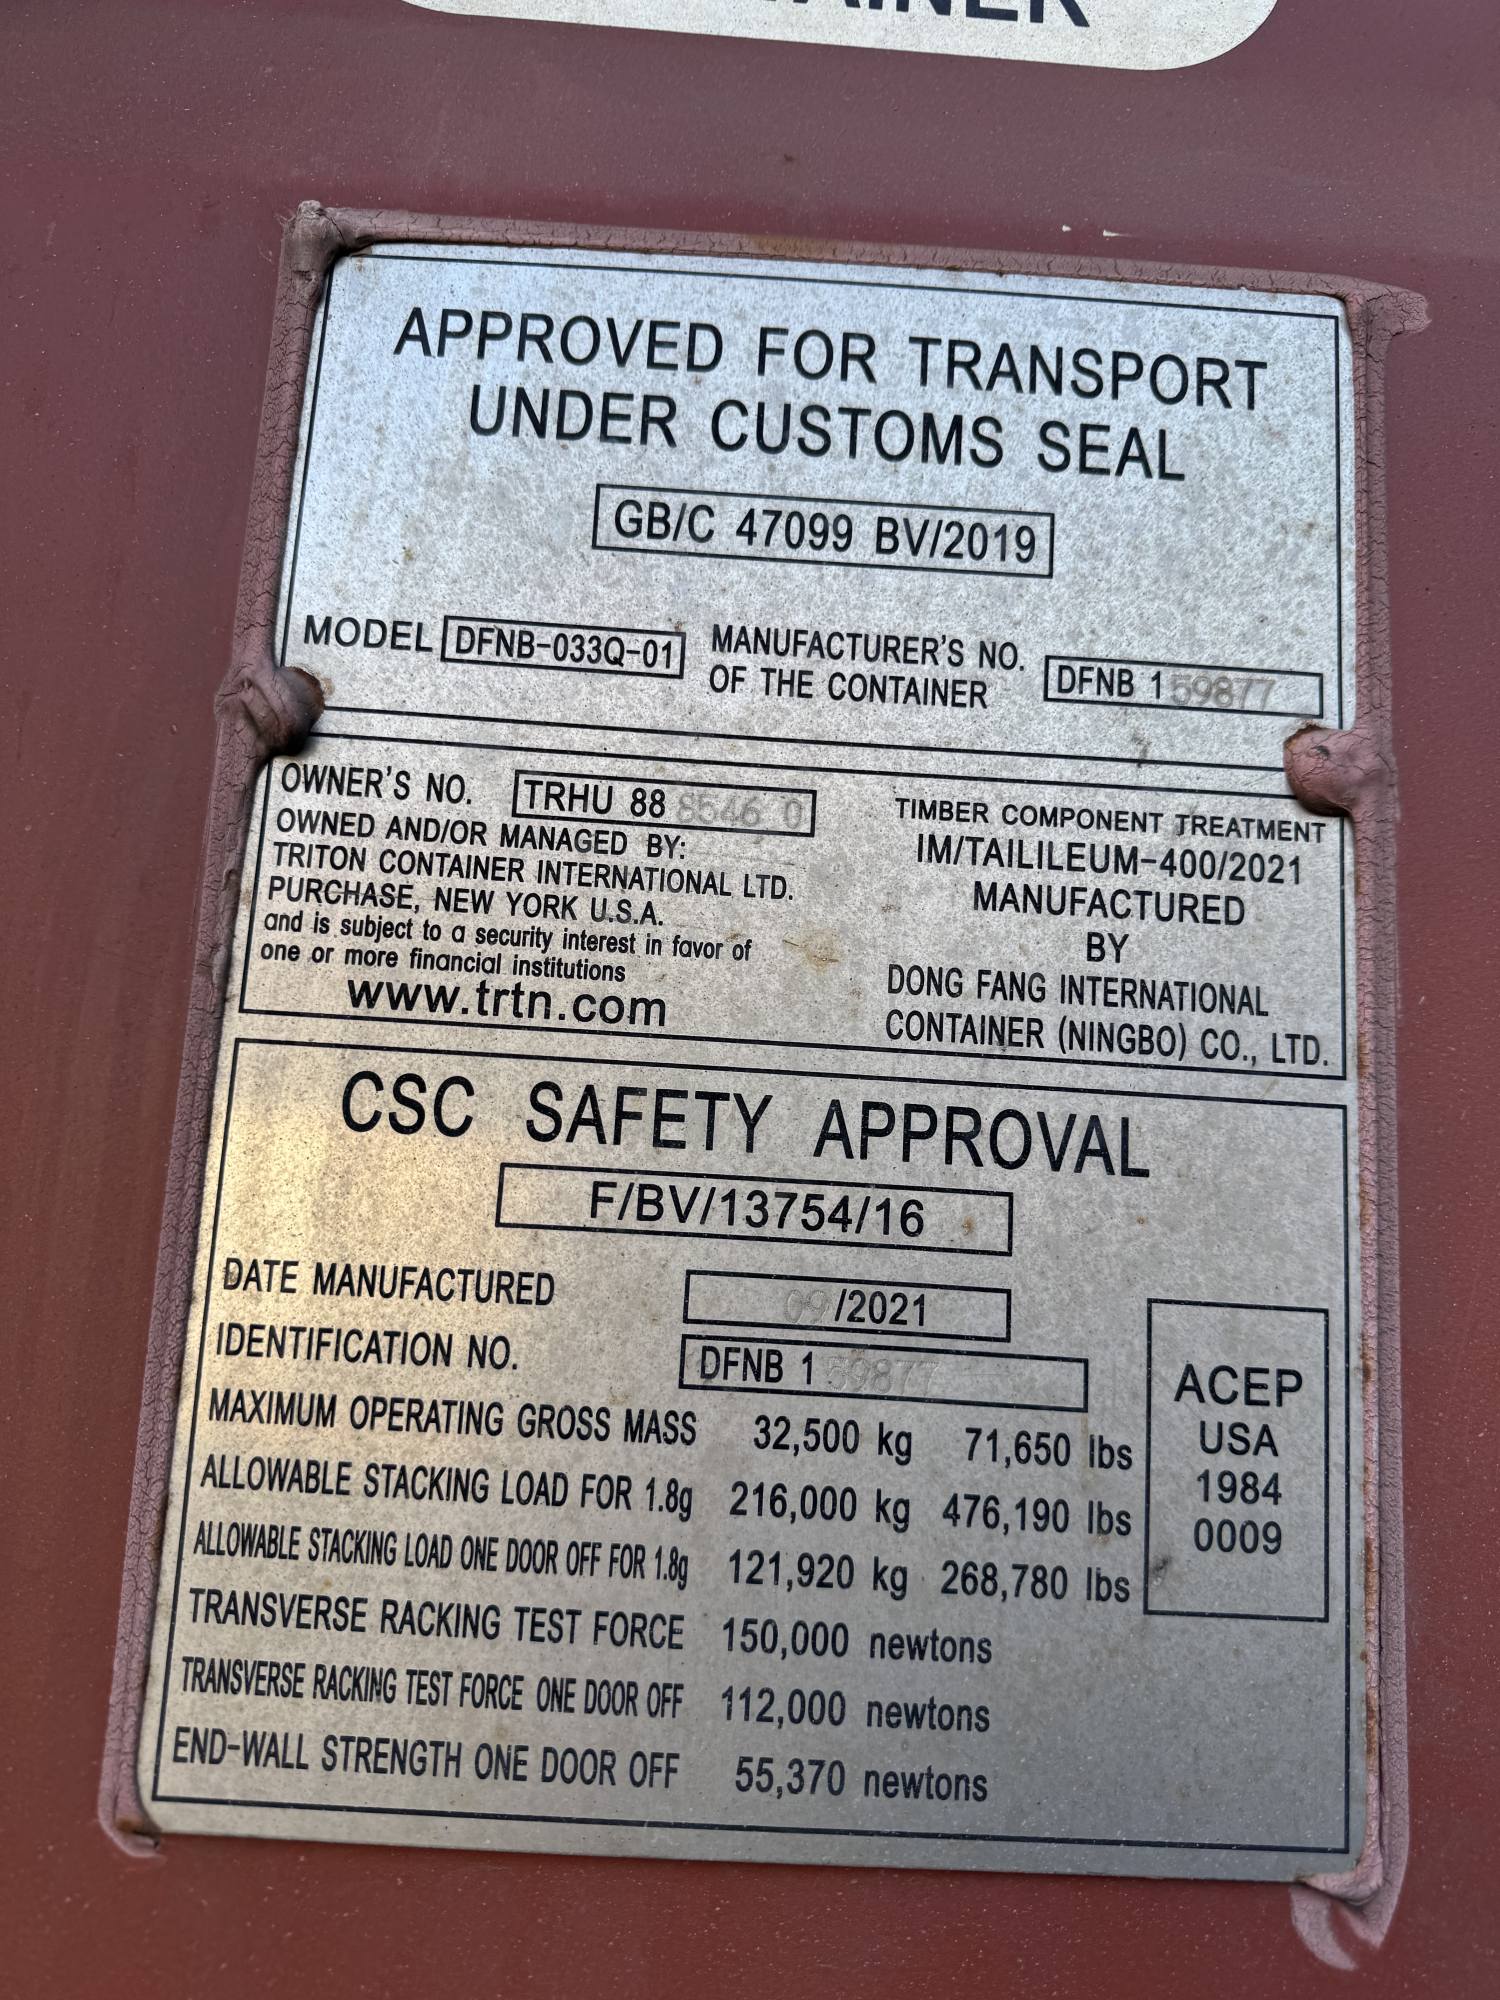 APPROVED FOR TRANSPORT
UNDER CUSTOMS SEAL
GB/C 47099 BV/2019
MODEL DFNB-033Q-01
MANUFACTURER'S NO.
OF THE CONTAINER
DFNB 159877
OWNER'S NO. TRHU 88 8546 0
OWNED AND/OR MANAGED BY:
TRITON CONTAINER INTERNATIONAL LTD.
PURCHASE, NEW YORK U.S.A.
and is subject to a security interest in favor of
one or more financial institutions
www.trtn.com
TIMBER COMPONENT TREATMENT
IM/TAILILEUM-400/2021
MANUFACTURED
BY
DONG FANG INTERNATIONAL
CONTAINER (NINGBO) CO., LTD.
CSC SAFETY APPROVAL
F/BV/13754/16
DATE MANUFACTURED 09/2021
IDENTIFICATION NO. DFNB 159877
MAXIMUM OPERATING GROSS MASS 32,500 kg 71,650 lbs
ALLOWABLE STACKING LOAD FOR 1.8g 216,000 kg 476,190 lbs
ALLOWABLE STACKING LOAD ONE DOOR OFF FOR 1.8g 121,920 kg 268,780 lbs
TRANSVERSE RACKING TEST FORCE 150,000 newtons
TRANSVERSE RACKING TEST FORCE ONE DOOR OFF 112,000 newtons
END-WALL STRENGTH ONE DOOR OFF 55,370 newtons
ACEP
USA
1984
0009